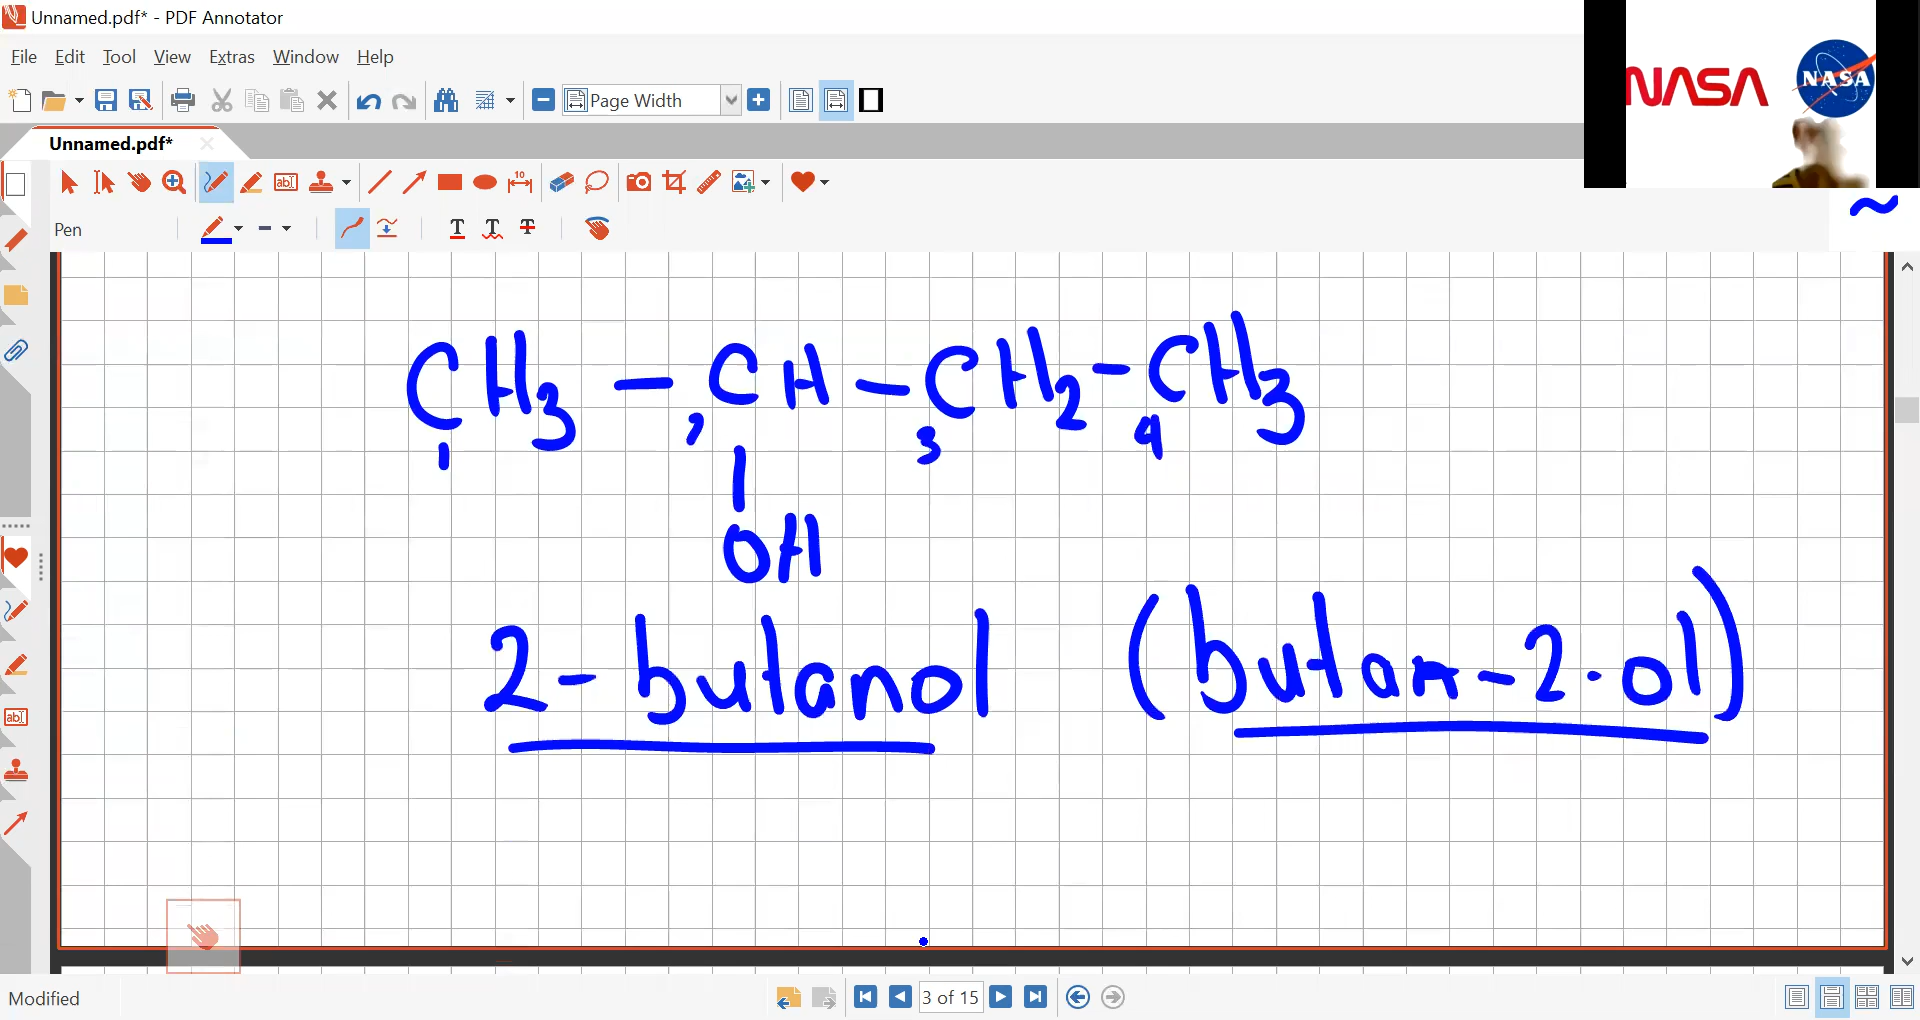 Unnamed.pdf* - PDF Annotator
File Edit Tool View Extras Window Help
NASA NASA
Page Width
Unnamed.pdf*
Pen
CH3 - CH - CH2 - CH3
1 , 3 4
OH
2 - butanol (butan-2-ol)
Modified 3 of 15